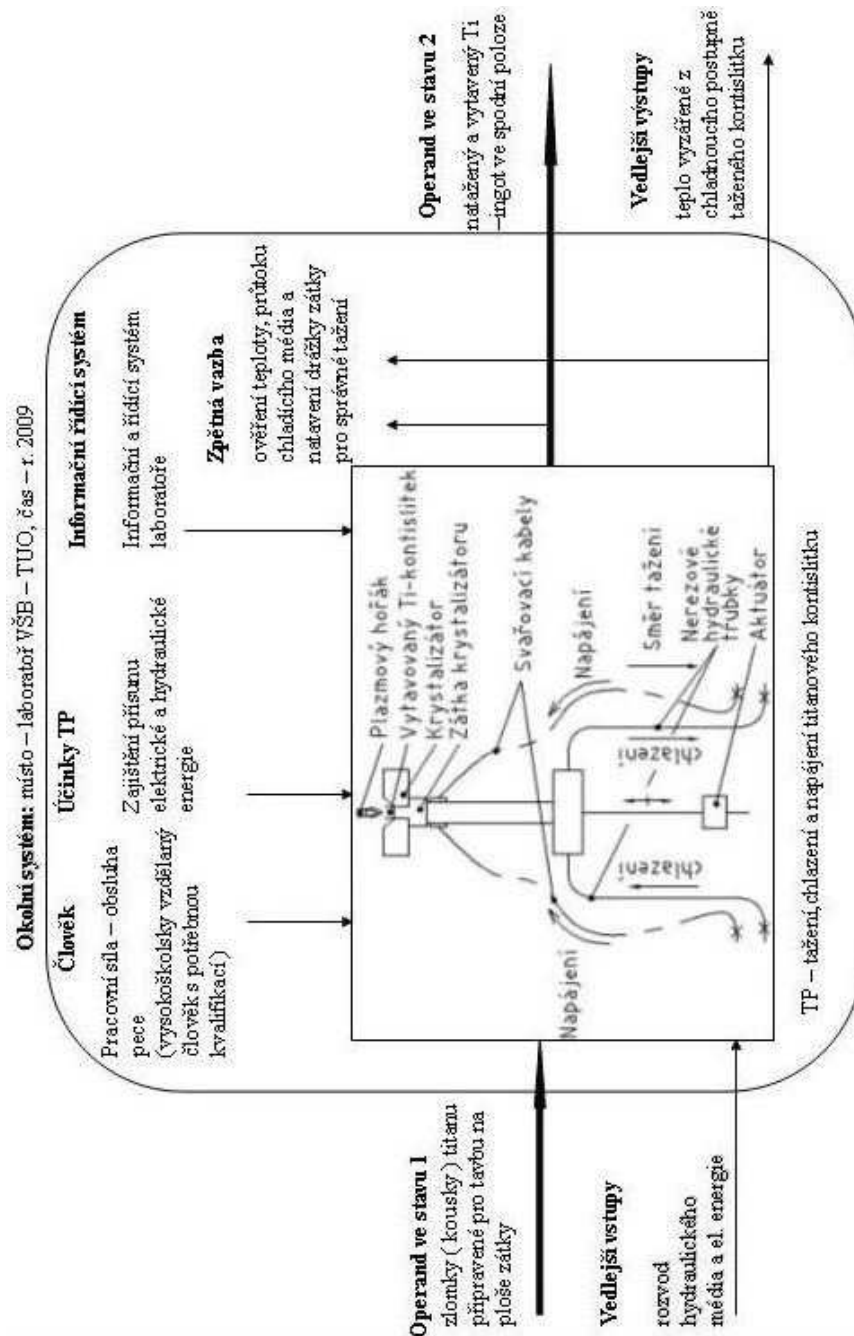 Okolní systém: místo – laboratoř VŠB – TUO, čas – r. 2009
Člověk
Pracovní síla – obsluha
pece
(vysokoškolsky vzdělaný
člověk s potřebnou
kvalifikací)
Účinky TP
Zajištění přísunu
elektrické a hydraulické
energie
Informační řídící systém
Informační a řídící systém
laboratoře
Zpětná vazba
ověření teploty, průtoku
chladícího média a
natavení drážky zátky
pro správné tažení
Operand ve stavu 1
zlomky ( kousky ) titanu
připravené pro tavbu na
ploše zátky
Vedlejší vstupy
rozvod
hydraulického
média a el. energie
Plazmový hořák
Vytavovaný Ti-kontislitek
Krystalizátor
Zátka krystalizátoru
Svařovací kabely
Napájení
Napájení
chlazení
chlazení
Směr tažení
Nerezové
hydraulické
trubky
Aktuátor
TP – tažení, chlazení a napájení titanového kontislitku
Operand ve stavu 2
natažený a vytavený Ti
–ingot ve spodní poloze
Vedlejší výstupy
teplo vyzářené z
chladnoucího postupně
taženého kontislitku